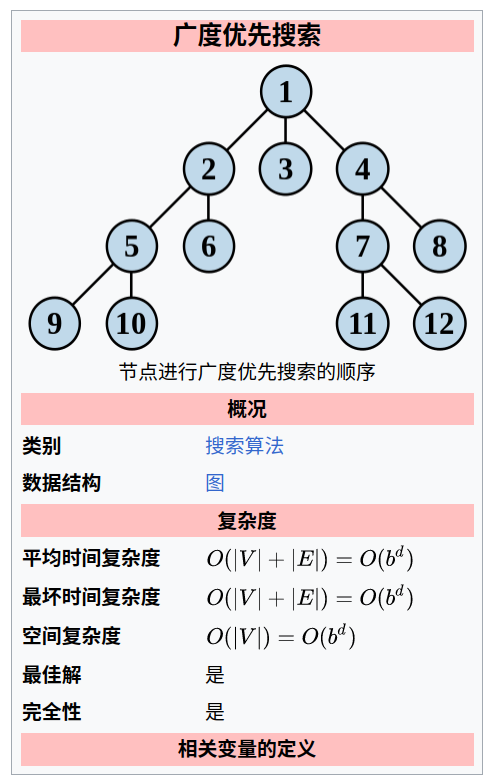 广度优先搜索
1
2 3 4
5 6 7 8
9 10 11 12
节点进行广度优先搜索的顺序
概况
类别 搜索算法
数据结构 图
复杂度
平均时间复杂度 O(|V| + |E|) = O(b^d)
最坏时间复杂度 O(|V| + |E|) = O(b^d)
空间复杂度 O(|V|) = O(b^d)
最佳解 是
完全性 是
相关变量的定义